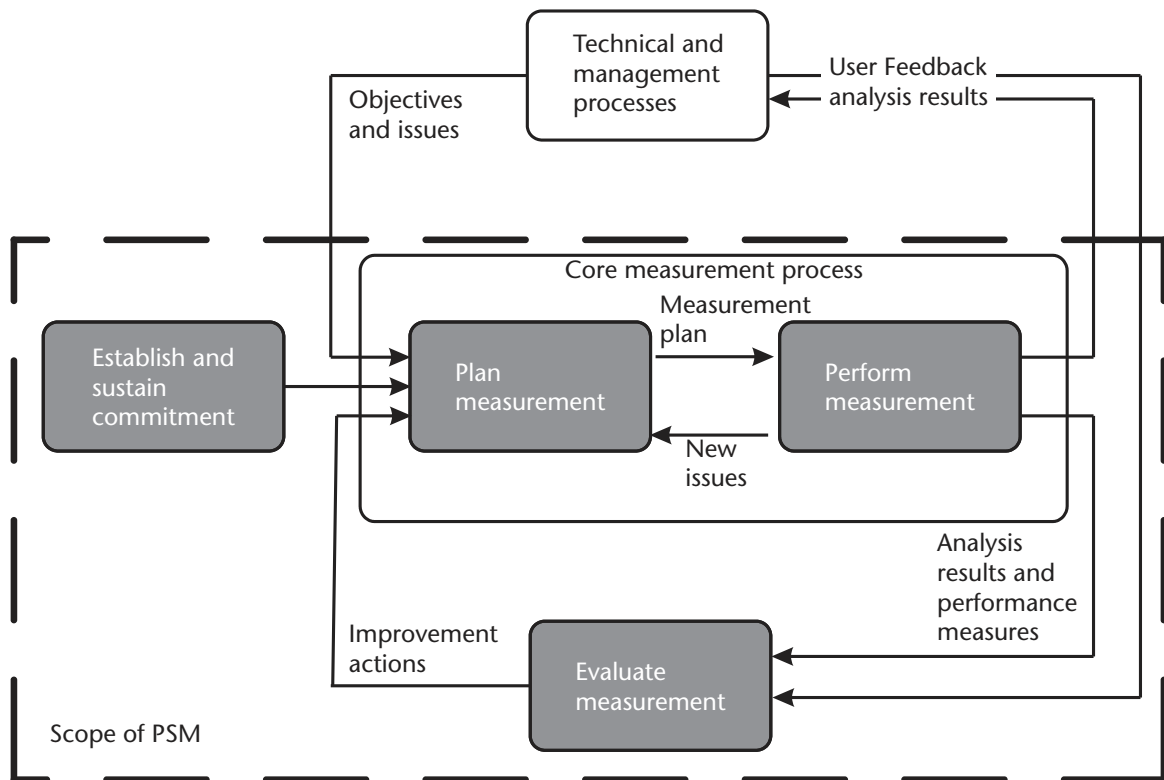 Technical and
management
processes
User Feedback
analysis results
Objectives
and issues
Core measurement process
Measurement
plan
Establish and
sustain
commitment
Plan
measurement
Perform
measurement
New
issues
Analysis
results and
performance
measures
Improvement
actions
Evaluate
measurement
Scope of PSM